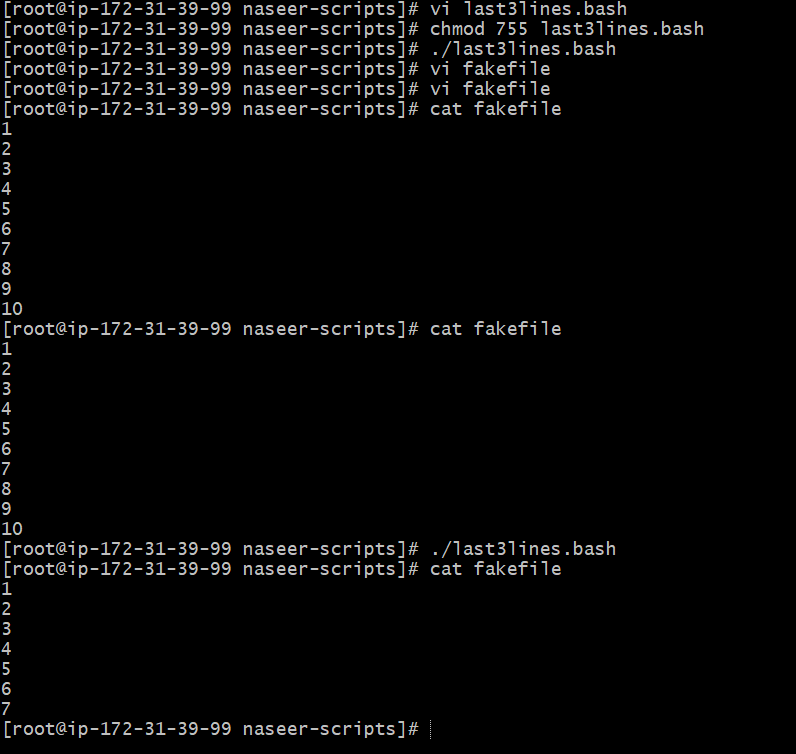 [root@ip-172-31-39-99 naseer-scripts]# vi last3lines.bash
[root@ip-172-31-39-99 naseer-scripts]# chmod 755 last3lines.bash
[root@ip-172-31-39-99 naseer-scripts]# ./last3lines.bash
[root@ip-172-31-39-99 naseer-scripts]# vi fakefile
[root@ip-172-31-39-99 naseer-scripts]# vi fakefile
[root@ip-172-31-39-99 naseer-scripts]# cat fakefile
1
2
3
4
5
6
7
8
9
10
[root@ip-172-31-39-99 naseer-scripts]# cat fakefile
1
2
3
4
5
6
7
8
9
10
[root@ip-172-31-39-99 naseer-scripts]# ./last3lines.bash
[root@ip-172-31-39-99 naseer-scripts]# cat fakefile
1
2
3
4
5
6
7
[root@ip-172-31-39-99 naseer-scripts]#